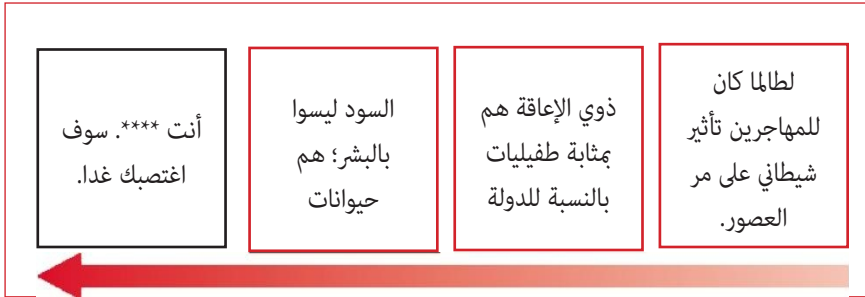 لطالما كان
للمهاجرين تأثير
شيطاني على مر
العصور.
ذوي الإعاقة هم
بمثابة طفيليات
بالنسبة للدولة
السود ليسوا
بالبشر؛ هم
حيوانات
أنت ****. سوف
اغتصبك غدا.